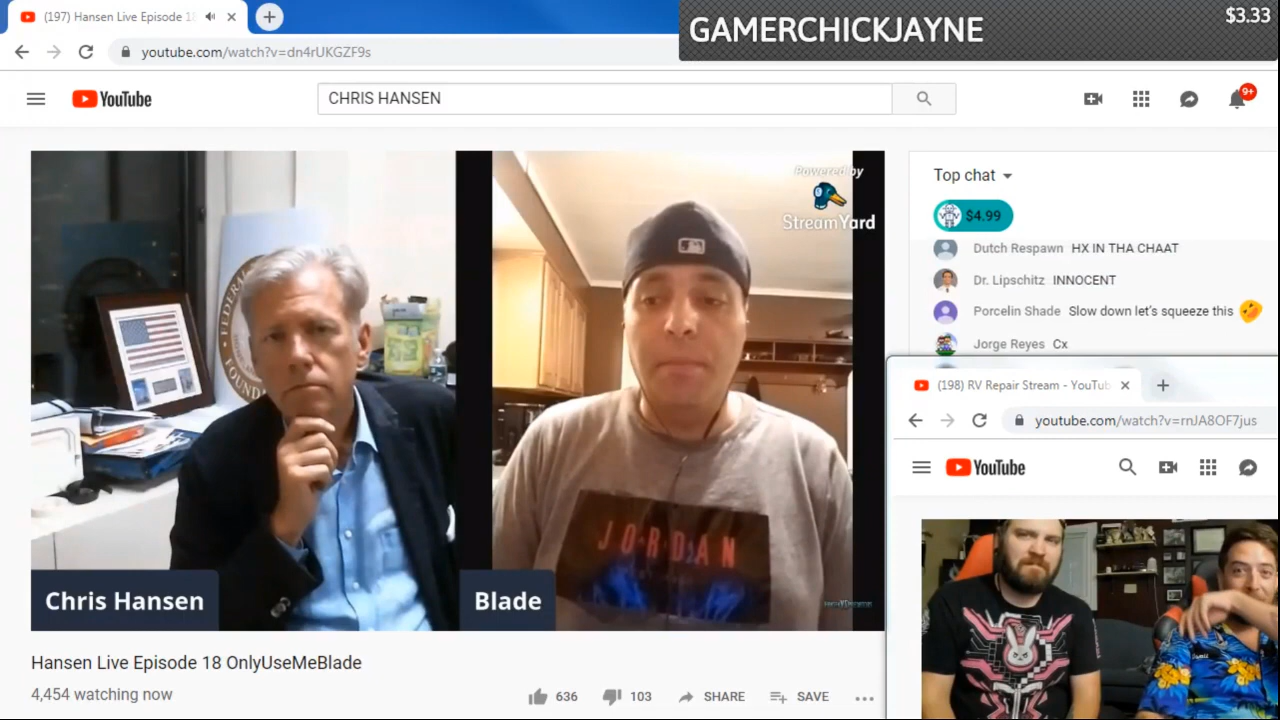 (197) Hansen Live Episode 18
GAMERCHICKJAYNE
$3.33
youtube.com/watch?v=dn4rUKGZF9s
YouTube
CHRIS HANSEN
9+
Powered by
StreamYard
JORDAN
Chris Hansen
Blade
Top chat
$4.99
Dutch Respawn HX IN THA CHAAT
Dr. Lipschitz INNOCENT
Porcelin Shade Slow down let's squeeze this
Jorge Reyes Cx
(198) RV Repair Stream - YouTub
youtube.com/watch?v=rnJA8OF7jus
YouTube
Hansen Live Episode 18 OnlyUseMeBlade
4,454 watching now
636
103
SHARE
SAVE